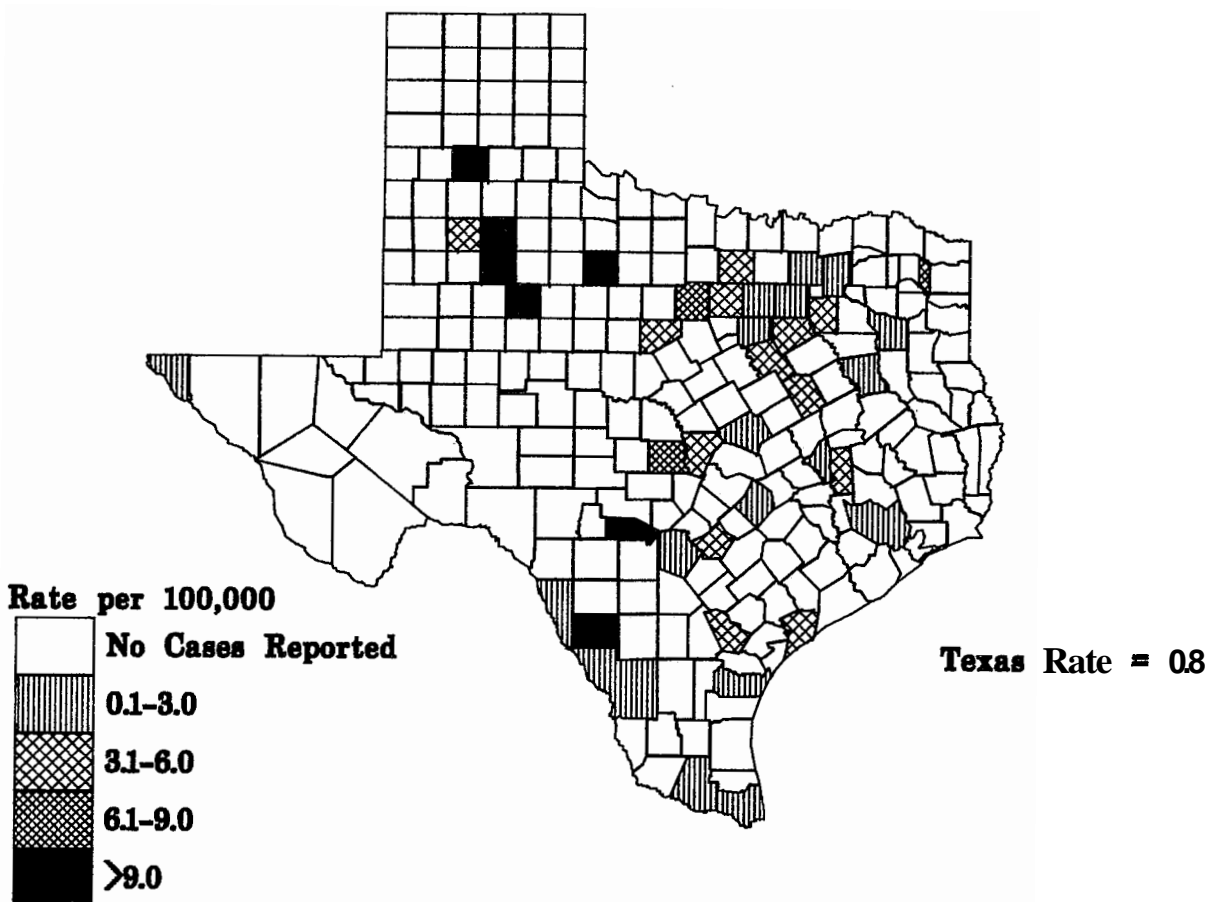 Rate per 100,000
No Cases Reported
0.1-3.0
3.1-6.0
6.1-9.0
>9.0
Texas Rate = 0.8